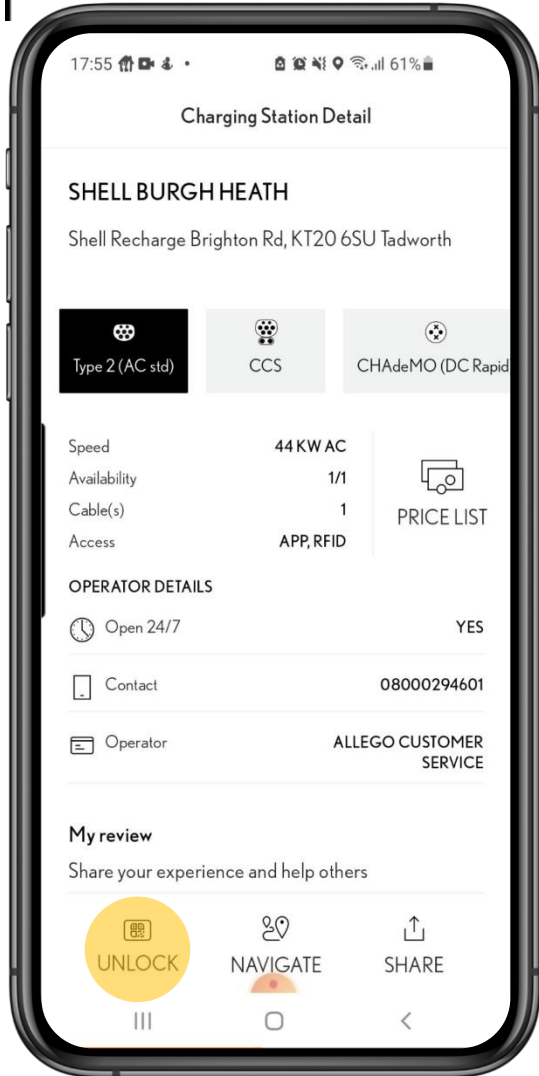 17:55 61%
Charging Station Detail
SHELL BURGH HEATH
Shell Recharge Brighton Rd, KT20 6SU Tadworth
Type 2 (AC std) CCS CHAdeMO (DC Rapid
Speed 44 KW AC
Availability 1/1
Cable(s) 1
Access APP, RFID
PRICE LIST
OPERATOR DETAILS
Open 24/7 YES
Contact 08000294601
Operator ALLEGO CUSTOMER
SERVICE
My review
Share your experience and help others
UNLOCK NAVIGATE SHARE